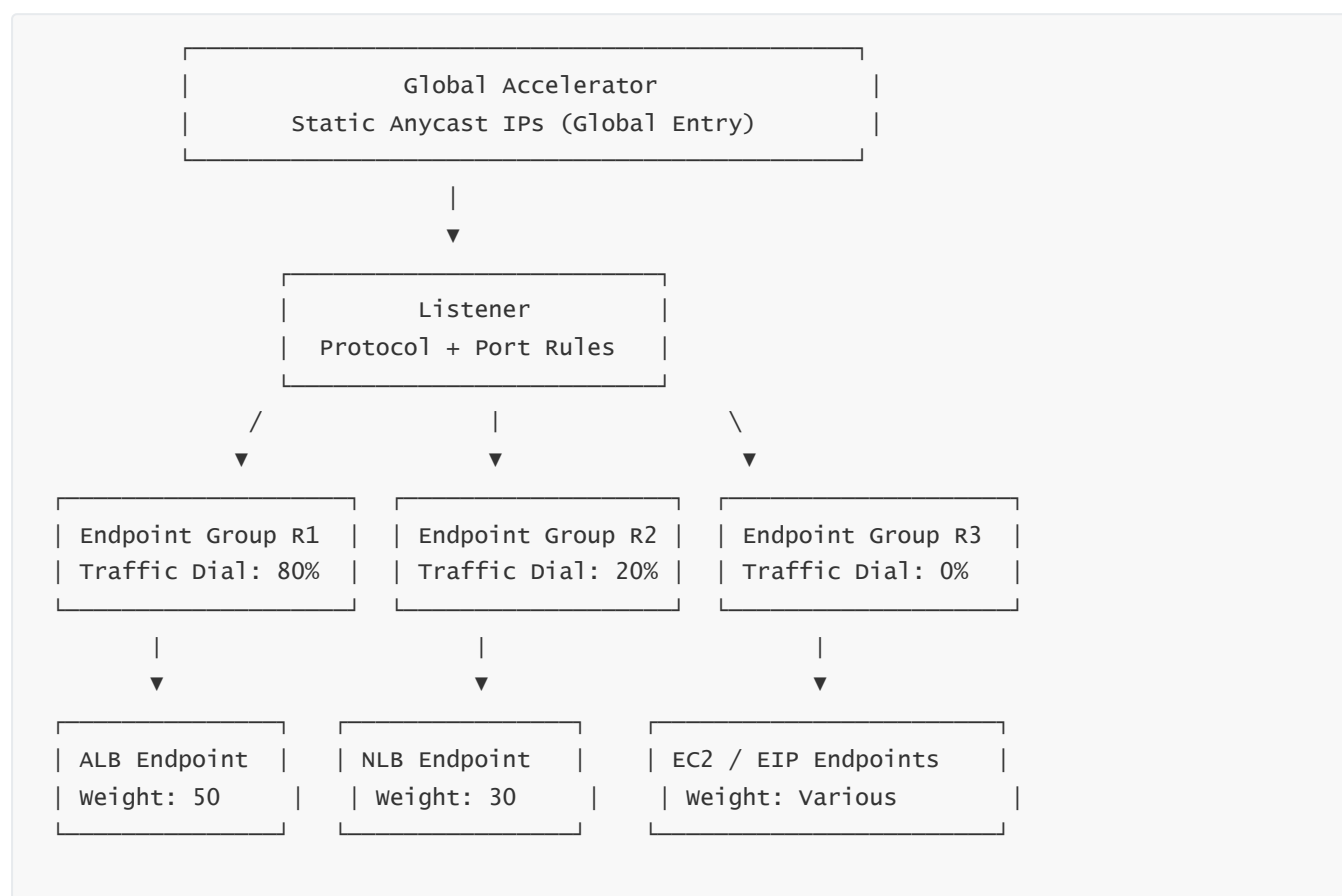 Global Accelerator
Static Anycast IPs (Global Entry)
Listener
Protocol + Port Rules
Endpoint Group R1 Endpoint Group R2 Endpoint Group R3
Traffic Dial: 80% Traffic Dial: 20% Traffic Dial: 0%
ALB Endpoint NLB Endpoint EC2 / EIP Endpoints
Weight: 50 Weight: 30 Weight: Various